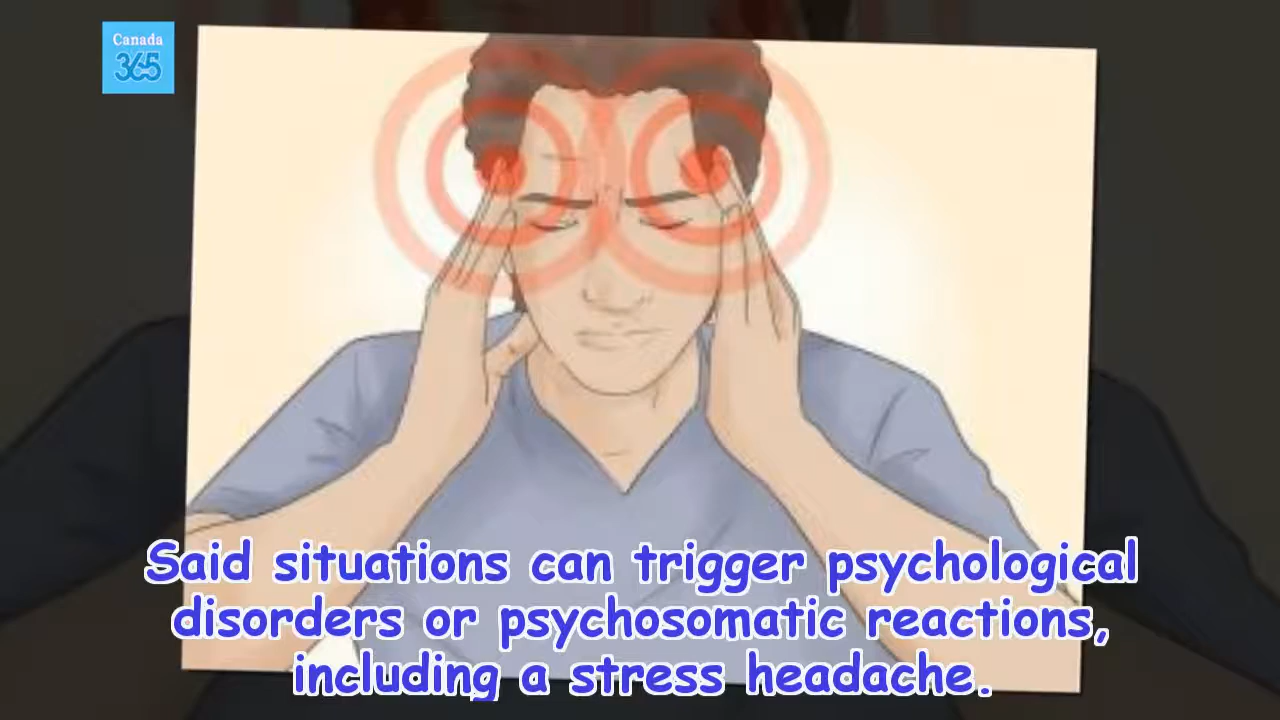 Canada
365
Said situations can trigger psychological
disorders or psychosomatic reactions,
including a stress headache.